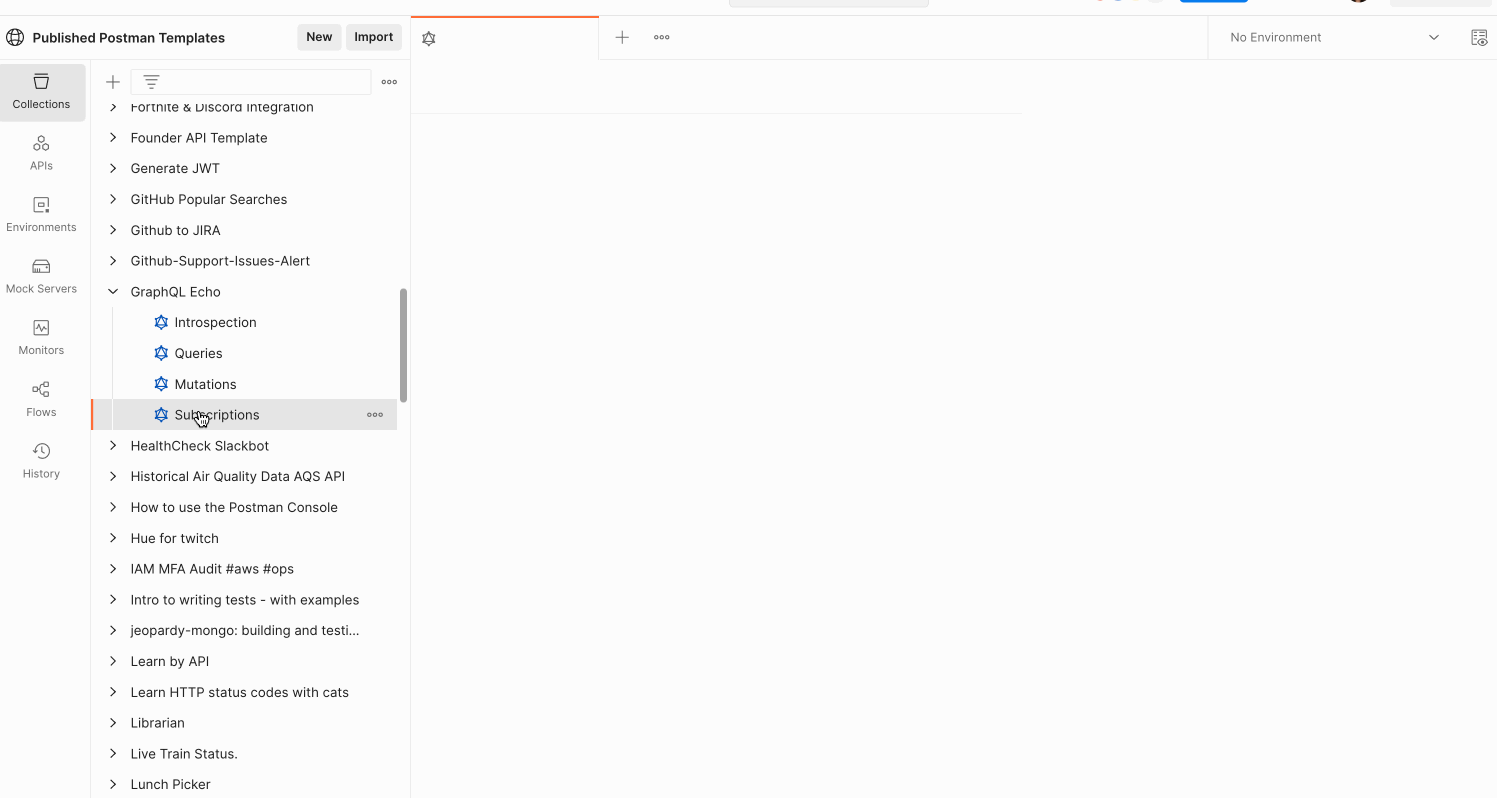 Published Postman Templates
New
Import
No Environment
Collections
APIs
Environments
Mock Servers
Monitors
Flows
History
Fortnite & Discord Integration
Founder API Template
Generate JWT
GitHub Popular Searches
Github to JIRA
Github-Support-Issues-Alert
GraphQL Echo
Introspection
Queries
Mutations
Subscriptions
HealthCheck Slackbot
Historical Air Quality Data AQS API
How to use the Postman Console
Hue for twitch
IAM MFA Audit #aws #ops
Intro to writing tests - with examples
jeopardy-mongo: building and testi...
Learn by API
Learn HTTP status codes with cats
Librarian
Live Train Status.
Lunch Picker